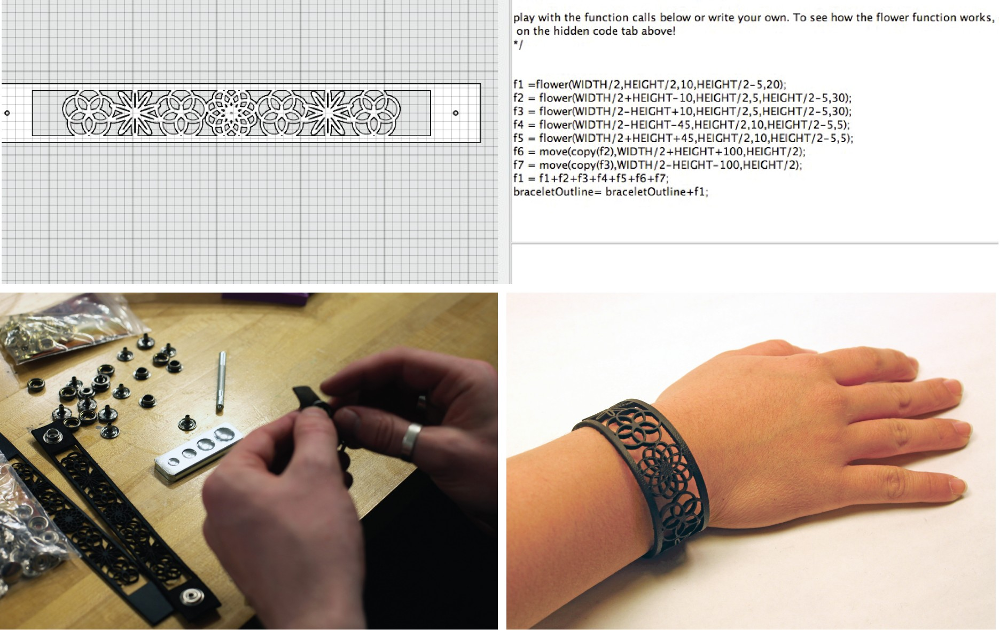 play with the function calls below or write your own. To see how the flower function works,
on the hidden code tab above!
*/
f1 =flower(WIDTH/2,HEIGHT/2,10,HEIGHT/2-5,20);
f2 = flower(WIDTH/2+HEIGHT-10,HEIGHT/2,5,HEIGHT/2-5,30);
f3 = flower(WIDTH/2-HEIGHT+10,HEIGHT/2,5,HEIGHT/2-5,30);
f4 = flower(WIDTH/2-HEIGHT-45,HEIGHT/2,10,HEIGHT/2-5,5);
f5 = flower(WIDTH/2+HEIGHT+45,HEIGHT/2,10,HEIGHT/2-5,5);
f6 = move(copy(f2),WIDTH/2+HEIGHT+100,HEIGHT/2);
f7 = move(copy(f3),WIDTH/2-HEIGHT-100,HEIGHT/2);
f1 = f1+f2+f3+f4+f5+f6+f7;
braceletOutline= braceletOutline+f1;